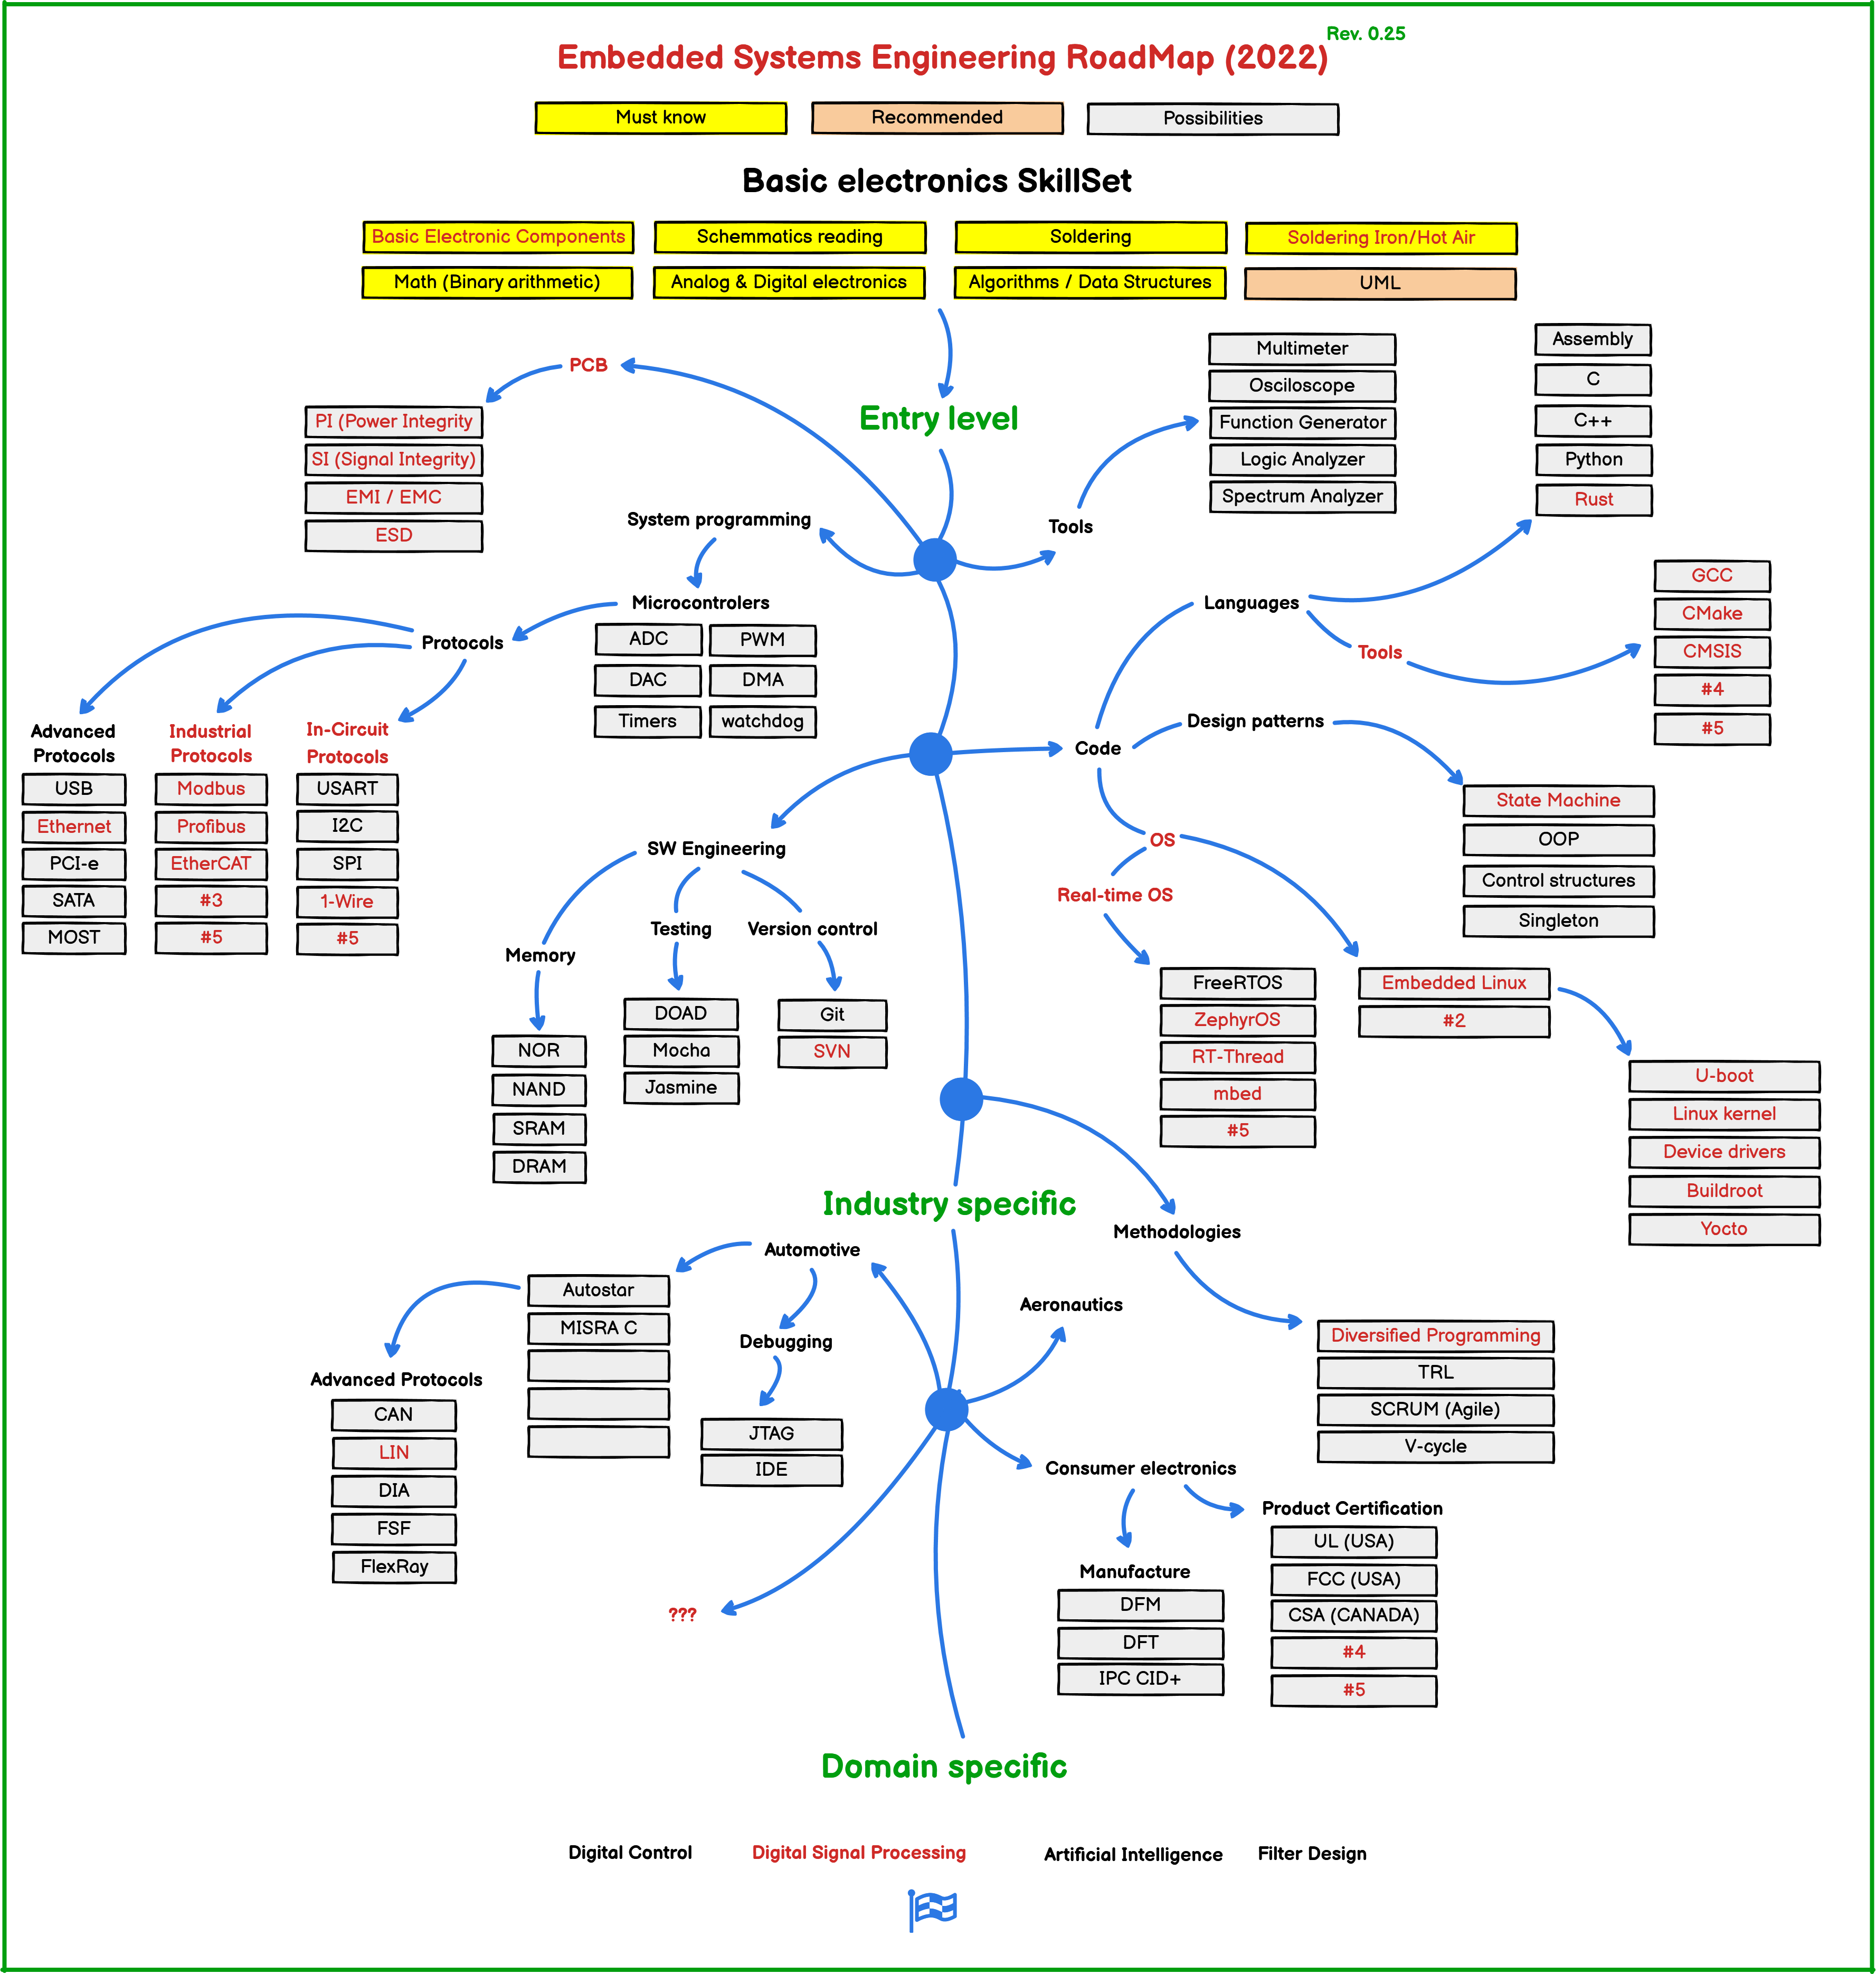 Rev. 0.25
Embedded Systems Engineering RoadMap (2022)
Must know
Recommended
Possibilities
Basic electronics SkillSet
Basic Electronic Components
Schemmatics reading
Soldering
Soldering Iron/Hot Air
Math (Binary arithmetic)
Analog & Digital electronics
Algorithms / Data Structures
UML
Entry level
PCB
PI (Power Integrity
SI (Signal Integrity)
EMI / EMC
ESD
Tools
Multimeter
Osciloscope
Function Generator
Logic Analyzer
Spectrum Analyzer
System programming
Microcontrolers
ADC
PWM
DAC
DMA
Timers
watchdog
Protocols
Advanced
Protocols
USB
Ethernet
PCI-e
SATA
MOST
Industrial
Protocols
Modbus
Profibus
EtherCAT
#3
#5
In-Circuit
Protocols
USART
I2C
SPI
1-Wire
#5
Code
Languages
Assembly
C
C++
Python
Rust
Tools
GCC
CMake
CMSIS
#4
#5
Design patterns
State Machine
OOP
Control structures
Singleton
OS
Real-time OS
FreeRTOS
ZephyrOS
RT-Thread
mbed
#5
Embedded Linux
#2
U-boot
Linux kernel
Device drivers
Buildroot
Yocto
SW Engineering
Memory
NOR
NAND
SRAM
DRAM
Testing
DOAD
Mocha
Jasmine
Version control
Git
SVN
Methodologies
Diversified Programming
TRL
SCRUM (Agile)
V-cycle
Industry specific
Automotive
Autostar
MISRA C
Advanced Protocols
CAN
LIN
DIA
FSF
FlexRay
Debugging
JTAG
IDE
Aeronautics
Consumer electronics
Manufacture
DFM
DFT
IPC CID+
Product Certification
UL (USA)
FCC (USA)
CSA (CANADA)
#4
#5
???
Domain specific
Digital Control
Digital Signal Processing
Artificial Intelligence
Filter Design